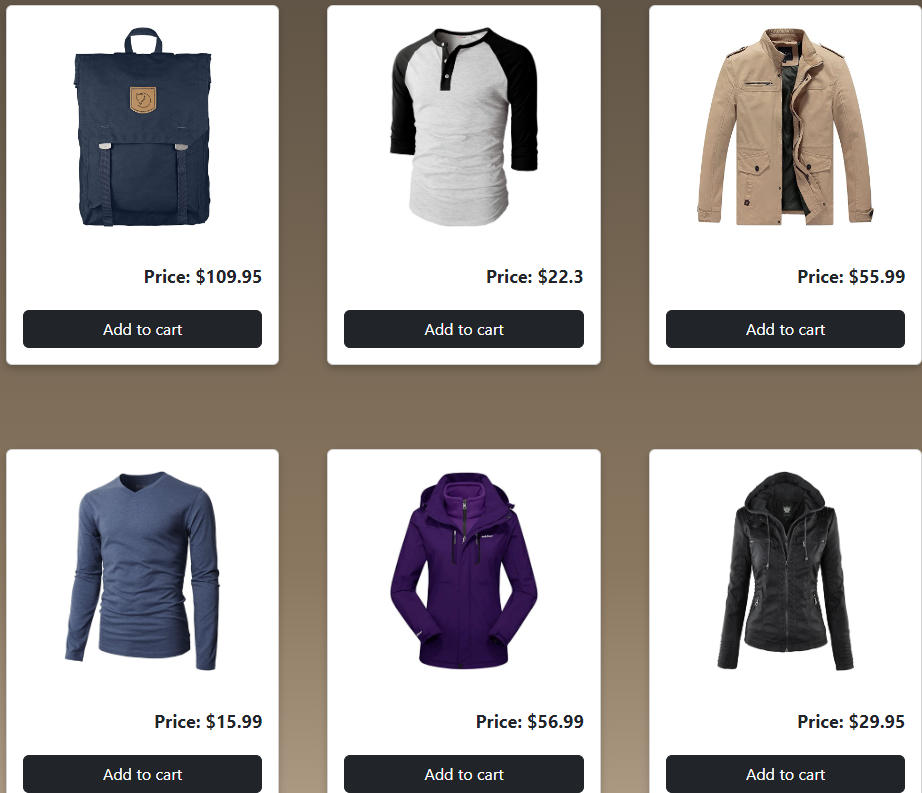 Price: $109.95
Price: $22.3
Price: $55.99
Add to cart
Add to cart
Add to cart
Price: $15.99
Price: $56.99
Price: $29.95
Add to cart
Add to cart
Add to cart